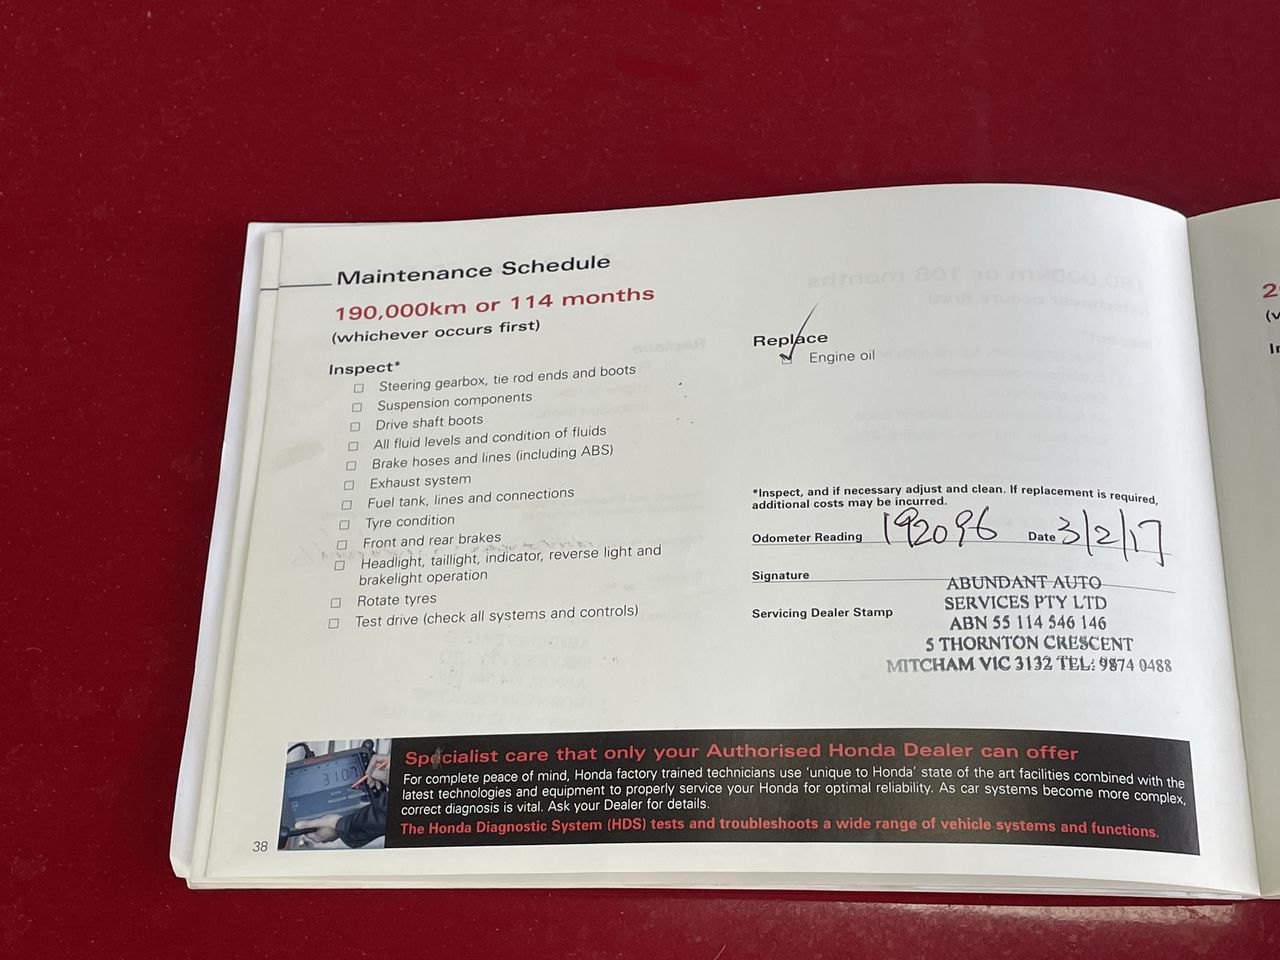 Maintenance Schedule
190,000km or 114 months
(whichever occurs first)
Inspect*
☐ Steering gearbox, tie rod ends and boots
☐ Suspension components
☐ Drive shaft boots
☐ All fluid levels and condition of fluids
☐ Brake hoses and lines (including ABS)
☐ Exhaust system
☐ Fuel tank, lines and connections
☐ Tyre condition
☐ Front and rear brakes
☐ Headlight, taillight, indicator, reverse light and
brakelight operation
☐ Rotate tyres
☐ Test drive (check all systems and controls)
Replace
☑ Engine oil
*Inspect, and if necessary adjust and clean. If replacement is required,
additional costs may be incurred.
Odometer Reading 192096 Date 3/2/17
Signature
Servicing Dealer Stamp
ABUNDANT AUTO
SERVICES PTY LTD
ABN 55 114 546 146
5 THORNTON CRESCENT
MITCHAM VIC 3132 TEL: 9874 0488
Specialist care that only your Authorised Honda Dealer can offer
For complete peace of mind, Honda factory trained technicians use 'unique to Honda' state of the art facilities combined with the
latest technologies and equipment to properly service your Honda for optimal reliability. As car systems become more complex,
correct diagnosis is vital. Ask your Dealer for details.
The Honda Diagnostic System (HDS) tests and troubleshoots a wide range of vehicle systems and functions.
3107
38